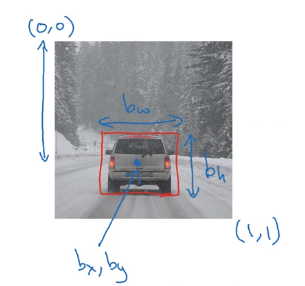 (0,0)
bw
bh
(1,1)
bx, by